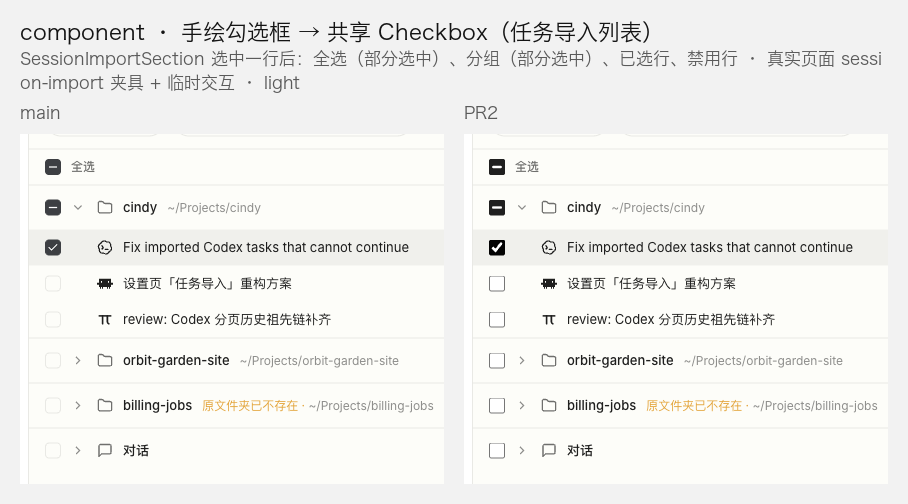 component · 手绘勾选框 → 共享 Checkbox（任务导入列表）
SessionImportSection 选中一行后：全选（部分选中）、分组（部分选中）、已选行、禁用行 · 真实页面 sessi
on-import 夹具 + 临时交互 · light
main
全选
cindy ~/Projects/cindy
Fix imported Codex tasks that cannot continue
设置页「任务导入」重构方案
review: Codex 分页历史祖先链补齐
orbit-garden-site ~/Projects/orbit-garden-site
billing-jobs 原文件夹已不存在 · ~/Projects/billing-jobs
对话
PR2
全选
cindy ~/Projects/cindy
Fix imported Codex tasks that cannot continue
设置页「任务导入」重构方案
review: Codex 分页历史祖先链补齐
orbit-garden-site ~/Projects/orbit-garden-site
billing-jobs 原文件夹已不存在 · ~/Projects/billing-jobs
对话